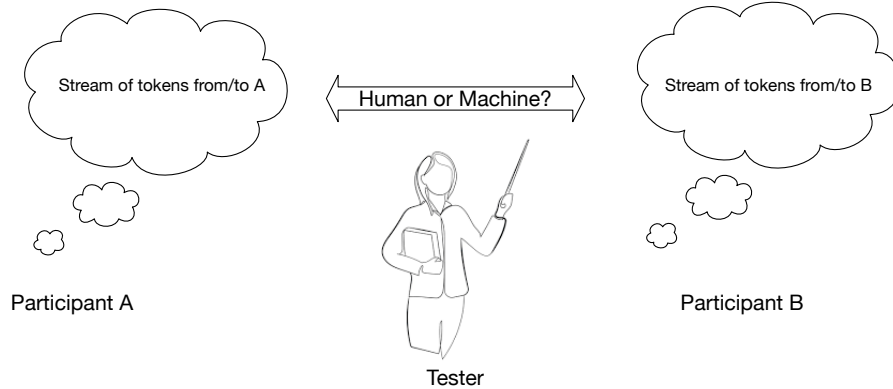 Stream of tokens from/to A
Human or Machine?
Stream of tokens from/to B
Participant A
Participant B
Tester